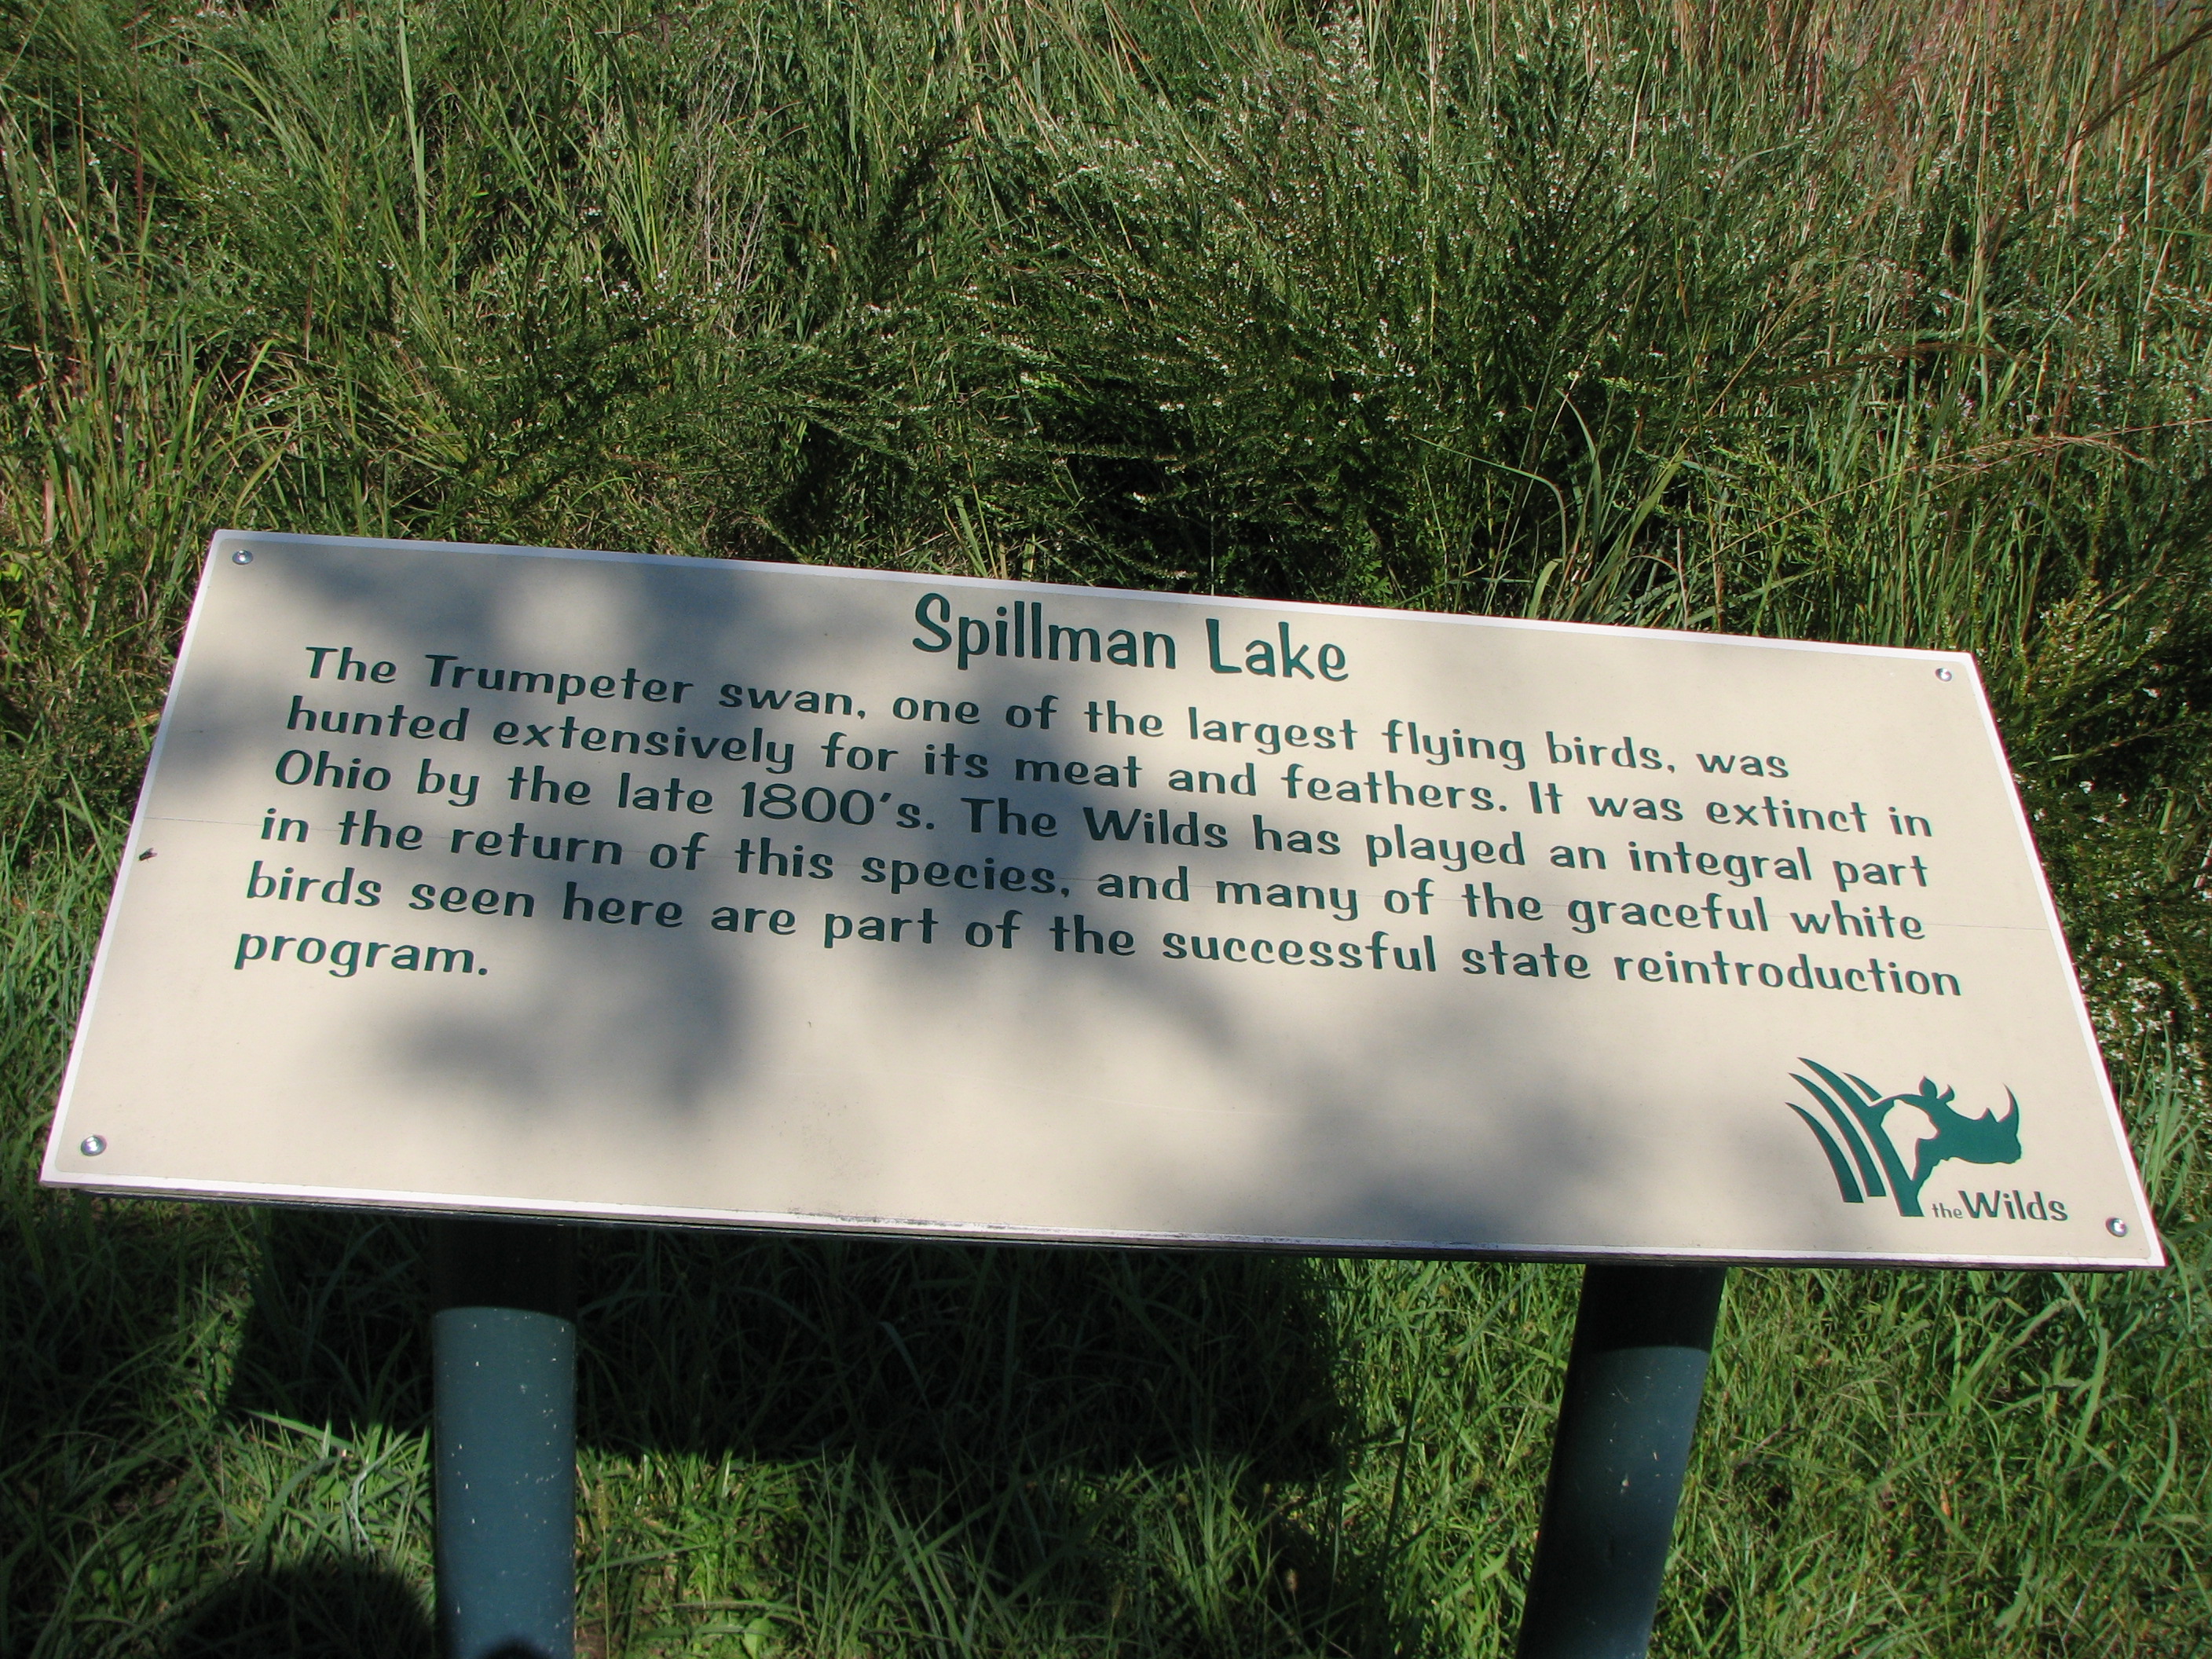 Spillman Lake
The Trumpeter swan, one of the largest flying birds, was
hunted extensively for its meat and feathers. It was extinct in
Ohio by the late 1800's. The Wilds has played an integral part
in the return of this species, and many of the graceful white
birds seen here are part of the successful state reintroduction
program.
the Wilds